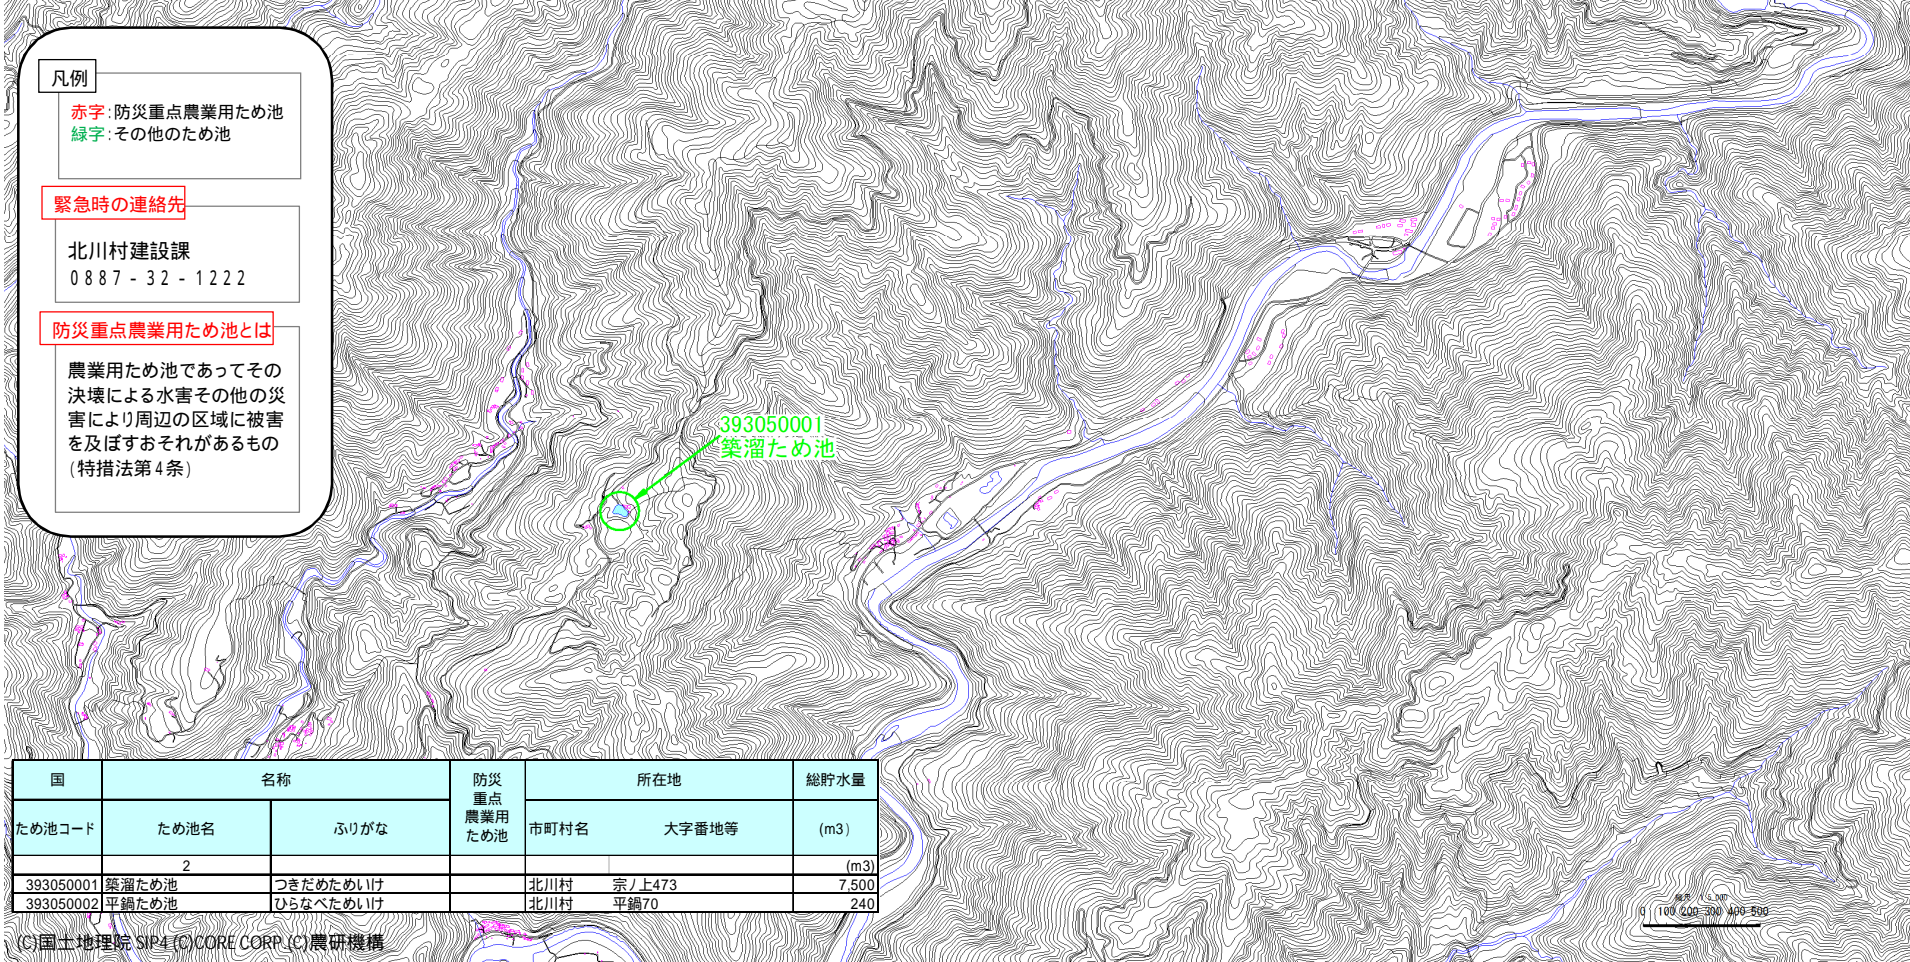 凡例
赤字：防災重点農業用ため池
緑字：その他のため池
緊急時の連絡先
北川村建設課
0887-32-1222
防災重点農業用ため池とは
農業用ため池であってその
決壊による水害その他の災
害により周辺の区域に被害
を及ぼすおそれがあるもの
(特措法第4条)
393050001
築溜ため池
国 名称 防災重点農業用ため池 所在地 総貯水量
ため池コード ため池名 ふりがな 市町村名 大字番地等 (m3)
2 (m3)
393050001 築溜ため池 つきだめためいけ 北川村 宗ノ上473 7,500
393050002 平鍋ため池 ひらなべためいけ 北川村 平鍋70 240
0 100 200 300 400 500
(C)国土地理院 SIP4 (C)CORE CORP (C)農研機構